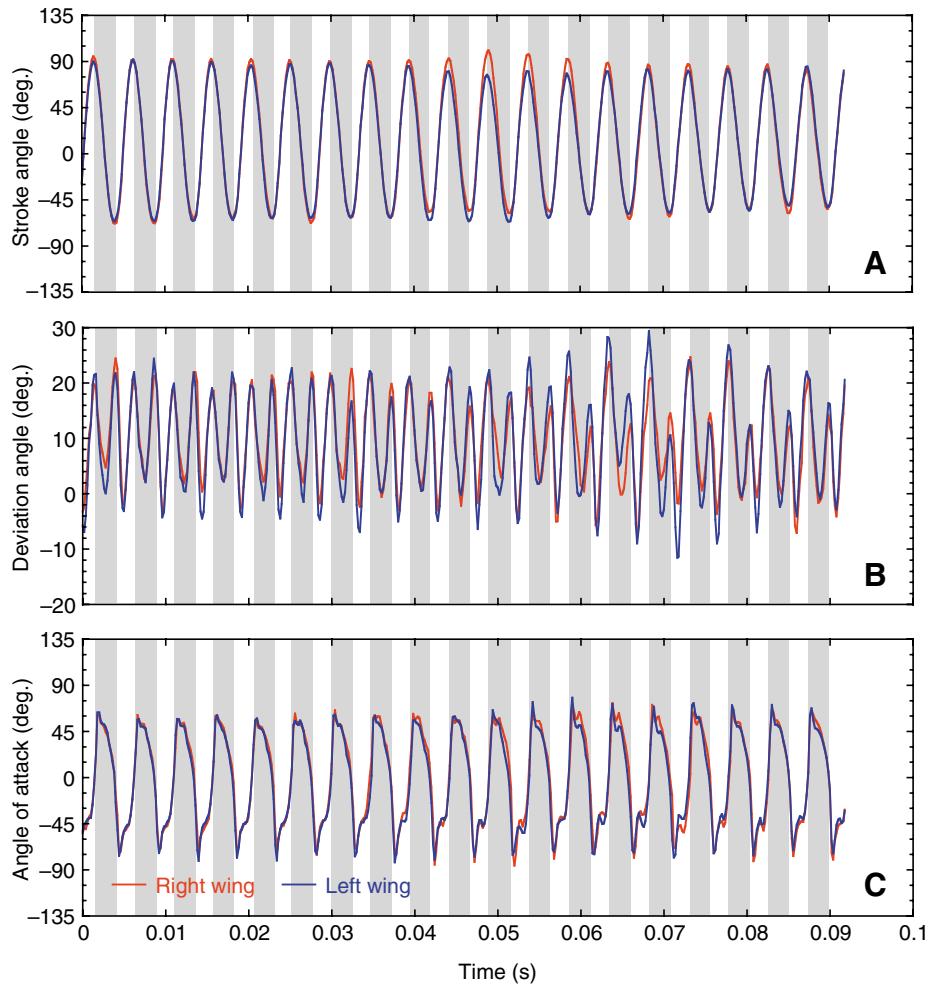 135
90
45
0
–45
–90
–135
Stroke angle (deg.)
A
30
20
10
0
–10
–20
Deviation angle (deg.)
B
135
90
45
0
–45
–90
–135
Angle of attack (deg.)
Right wing
Left wing
C
0 0.01 0.02 0.03 0.04 0.05 0.06 0.07 0.08 0.09 0.1
Time (s)